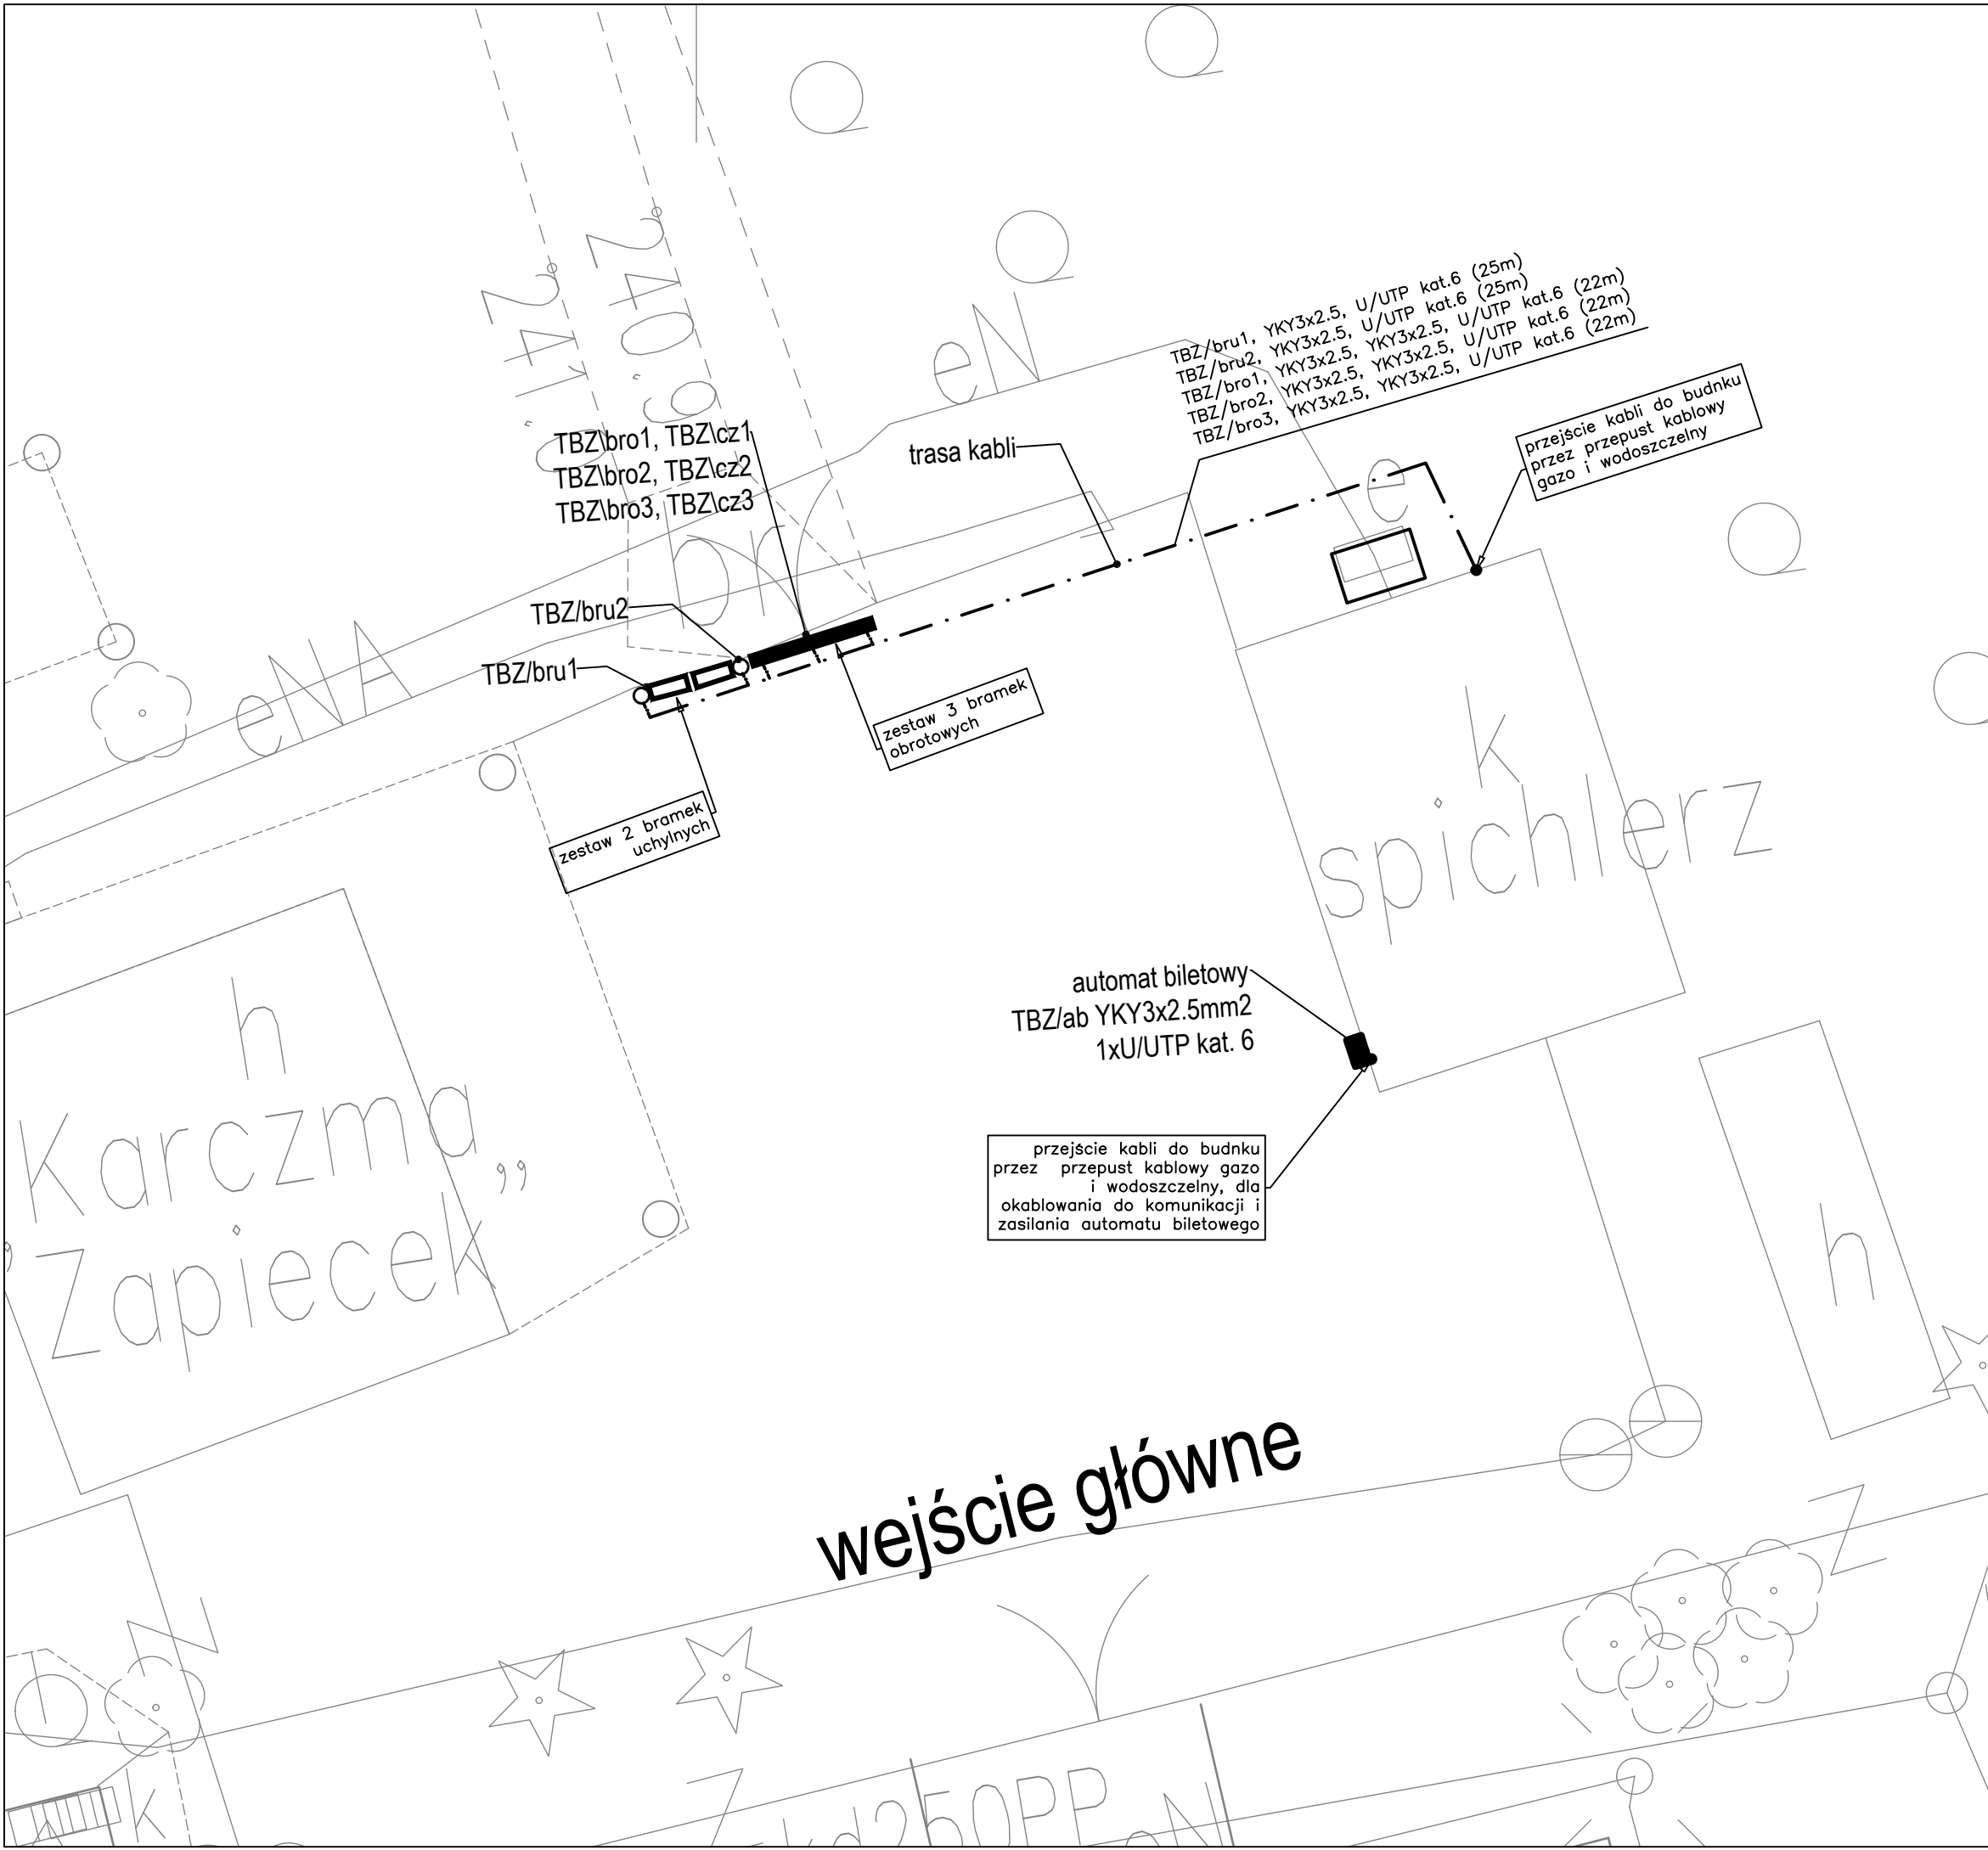 eN
TBZ/bru1, YKY3x2.5, U/UTP kat.6 (25m)
TBZ/bru2, YKY3x2.5, U/UTP kat.6 (25m)
TBZ/bro1, YKY3x2.5, YKY3x2.5, U/UTP kat.6 (22m)
TBZ/bro2, YKY3x2.5, YKY3x2.5, U/UTP kat.6 (22m)
TBZ/bro3, YKY3x2.5, YKY3x2.5, U/UTP kat.6 (22m)
przejście kabli do budnku
przez przepust kablowy
gazo i wodoszczelny
trasa kabli
e
TBZ\bro1, TBZ\cz1
TBZ\bro2, TBZ\cz2
TBZ\bro3, TBZ\cz3
br
TBZ/bru2
TBZ/bru1
eNA
zestaw 3 bramek
obrotowych
zestaw 2 bramek
uchylnych
k
spichlerz
automat biletowy
TBZ/ab YKY3x2.5mm2
1xU/UTP kat. 6
przejście kabli do budnku
przez przepust kablowy gazo
i wodoszczelny, dla
okablowania do komunikacji i
zasilania automatu biletowego
h
Karczma
Zapiecek
h
wejście główne
k